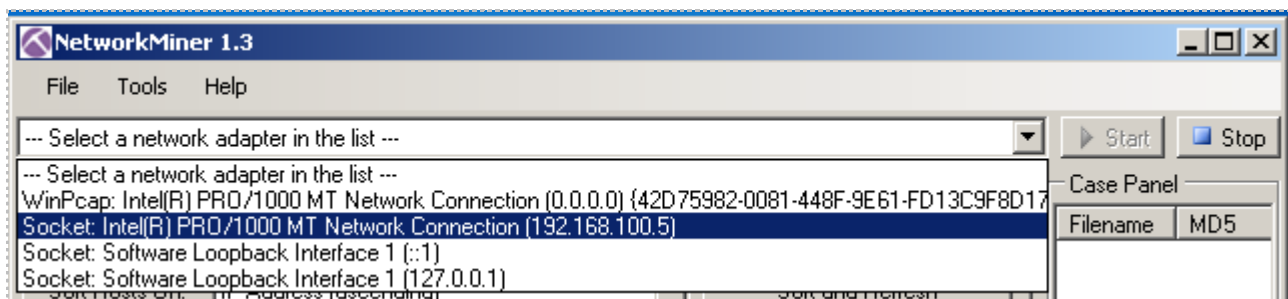 NetworkMiner 1.3
File Tools Help
--- Select a network adapter in the list ---
Start Stop
--- Select a network adapter in the list ---
WinPcap: Intel(R) PRO/1000 MT Network Connection (0.0.0.0) {42D75982-0081-448F-9E61-FD13C9F8D17
Socket: Intel(R) PRO/1000 MT Network Connection (192.168.100.5)
Socket: Software Loopback Interface 1 (::1)
Socket: Software Loopback Interface 1 (127.0.0.1)
Case Panel
Filename MD5